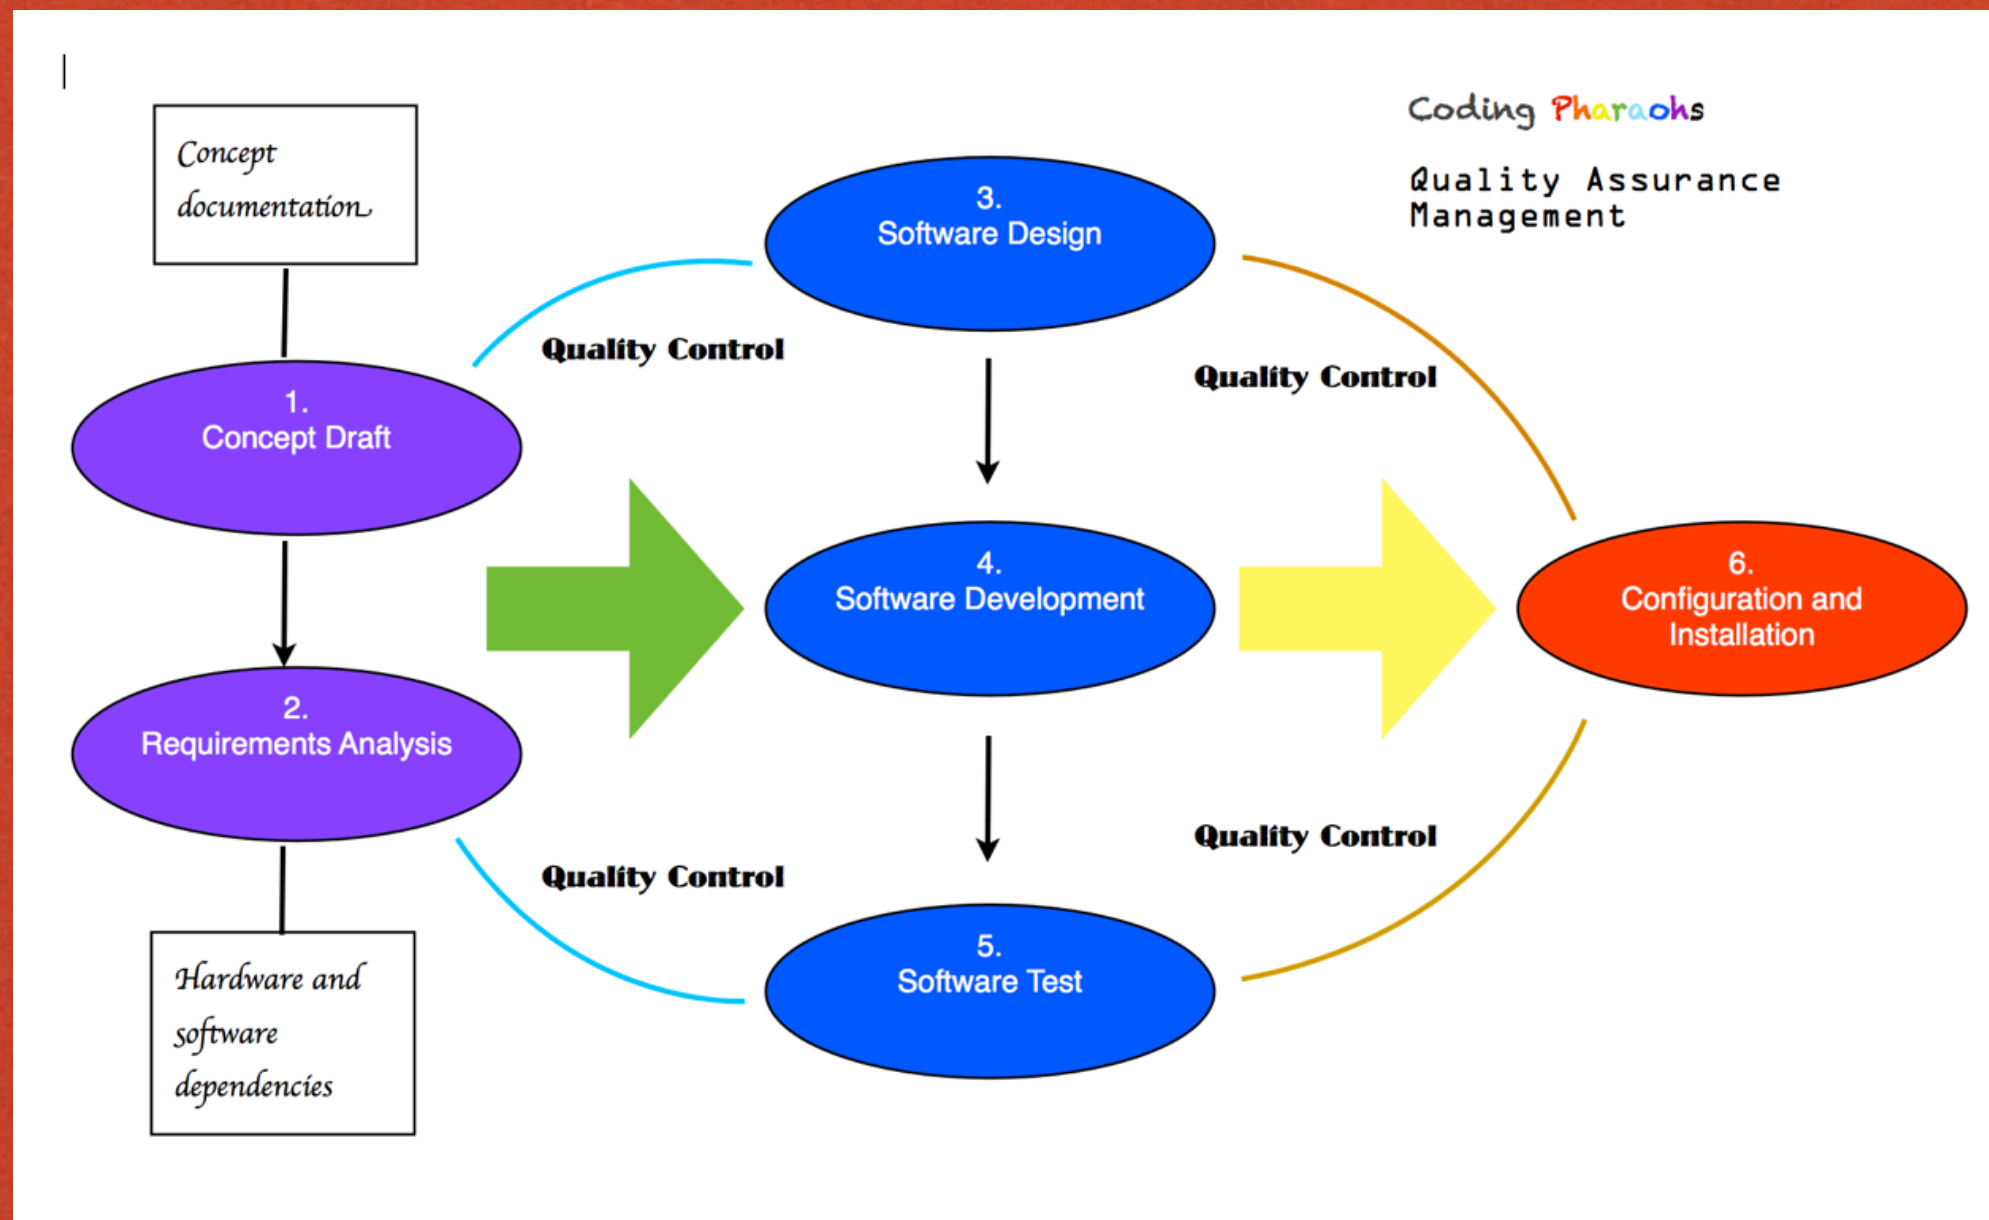 Coding Pharaohs
Quality Assurance
Management
Concept
documentation
1.
Concept Draft
2.
Requirements Analysis
Hardware and
software
dependencies
Quality Control
Quality Control
3.
Software Design
4.
Software Development
5.
Software Test
Quality Control
Quality Control
6.
Configuration and
Installation